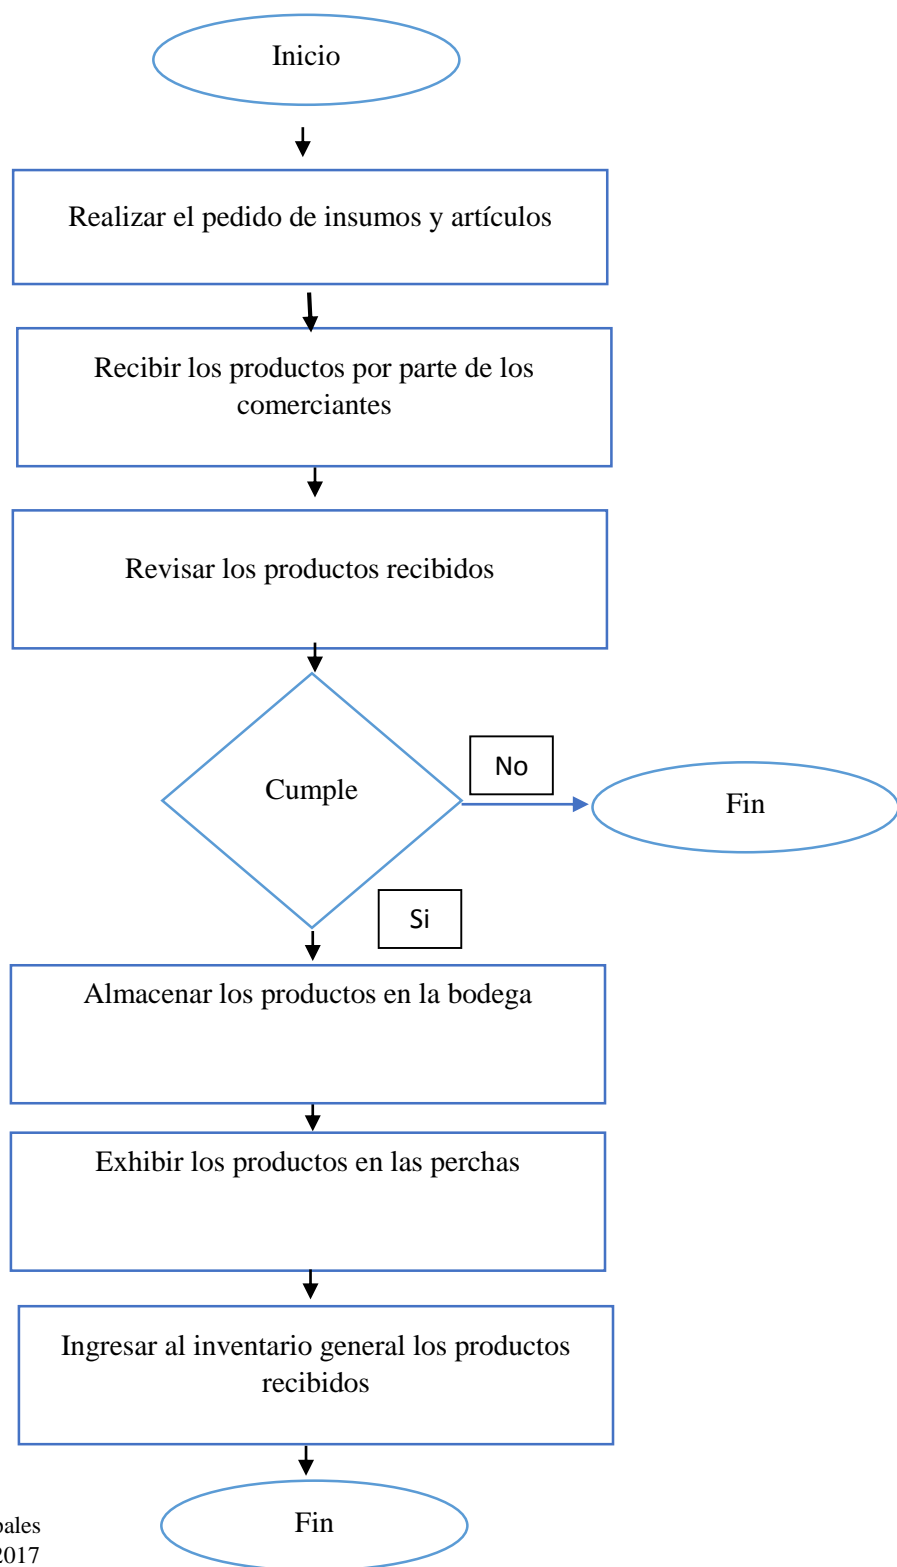 Inicio
Realizar el pedido de insumos y artículos
Recibir los productos por parte de los
comerciantes
Revisar los productos recibidos
Cumple
No
Fin
Si
Almacenar los productos en la bodega
Exhibir los productos en las perchas
Ingresar al inventario general los productos
recibidos
Fin
2017